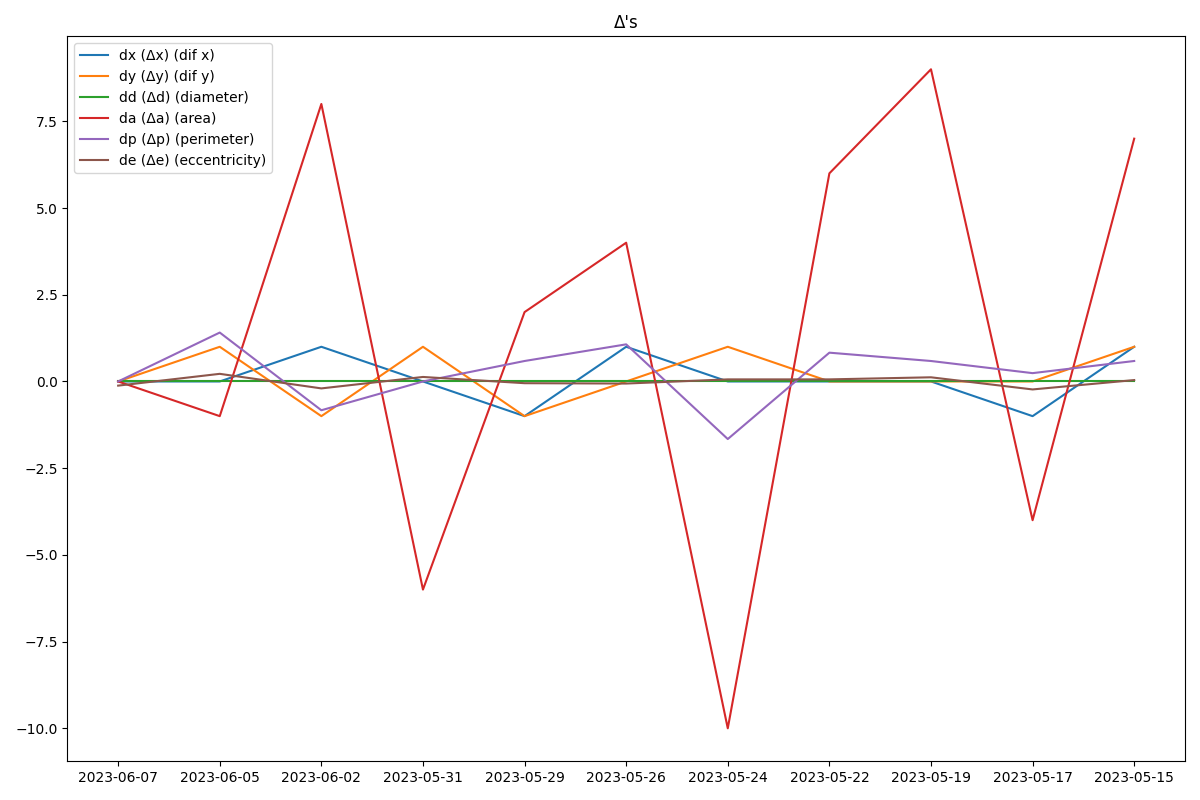 Δ's
dx (Δx) (dif x)
dy (Δy) (dif y)
dd (Δd) (diameter)
da (Δa) (area)
dp (Δp) (perimeter)
de (Δe) (eccentricity)
7.5
5.0
2.5
0.0
−2.5
−5.0
−7.5
−10.0
2023-06-07 2023-06-05 2023-06-02 2023-05-31 2023-05-29 2023-05-26 2023-05-24 2023-05-22 2023-05-19 2023-05-17 2023-05-15